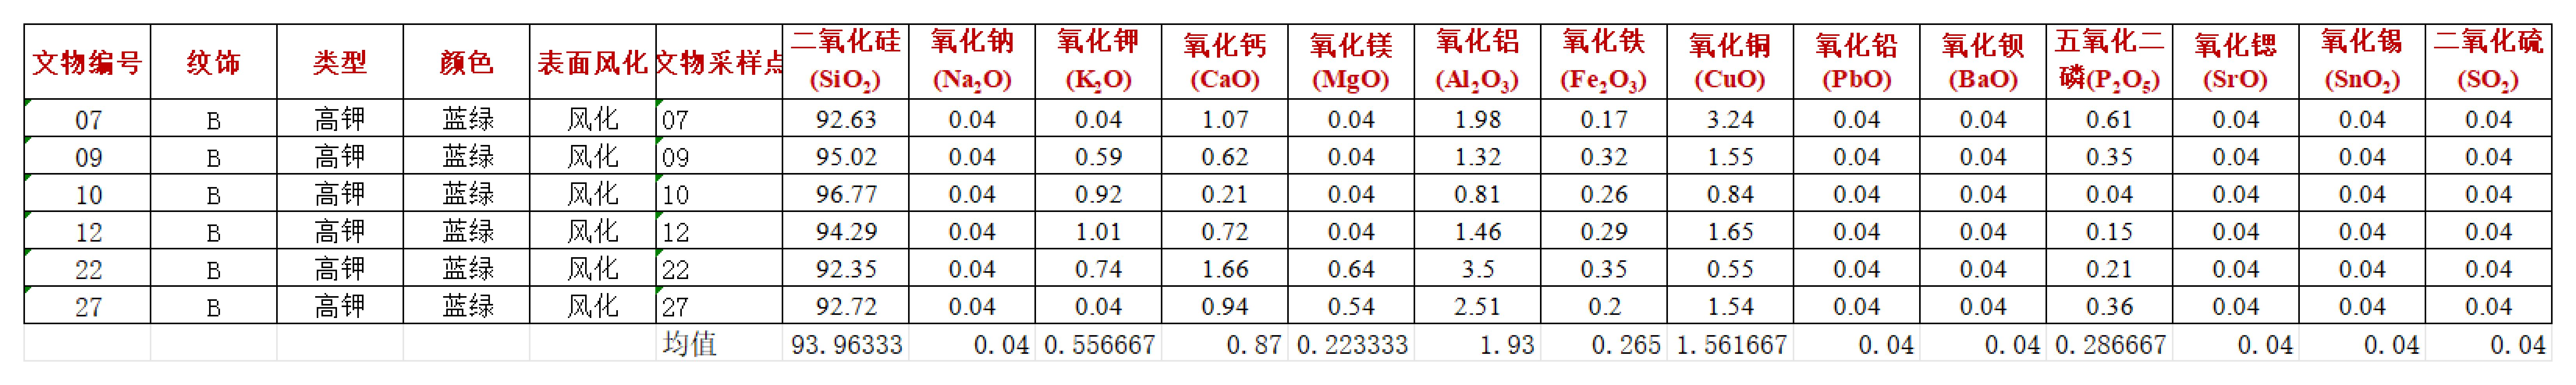 文物编号 纹饰 类型 颜色 表面风化 文物采样点 二氧化硅(SiO₂) 氧化钠(Na₂O) 氧化钾(K₂O) 氧化钙(CaO) 氧化镁(MgO) 氧化铝(Al₂O₃) 氧化铁(Fe₂O₃) 氧化铜(CuO) 氧化铅(PbO) 氧化钡(BaO) 五氧化二磷(P₂O₅) 氧化锶(SrO) 氧化锡(SnO₂) 二氧化硫(SO₂)
07 B 高钾 蓝绿 风化 07 92.63 0.04 0.04 1.07 0.04 1.98 0.17 3.24 0.04 0.04 0.61 0.04 0.04 0.04
09 B 高钾 蓝绿 风化 09 95.02 0.04 0.59 0.62 0.04 1.32 0.32 1.55 0.04 0.04 0.35 0.04 0.04 0.04
10 B 高钾 蓝绿 风化 10 96.77 0.04 0.92 0.21 0.04 0.81 0.26 0.84 0.04 0.04 0.04 0.04 0.04 0.04
12 B 高钾 蓝绿 风化 12 94.29 0.04 1.01 0.72 0.04 1.46 0.29 1.65 0.04 0.04 0.15 0.04 0.04 0.04
22 B 高钾 蓝绿 风化 22 92.35 0.04 0.74 1.66 0.64 3.5 0.35 0.55 0.04 0.04 0.21 0.04 0.04 0.04
27 B 高钾 蓝绿 风化 27 92.72 0.04 0.04 0.94 0.54 2.51 0.2 1.54 0.04 0.04 0.36 0.04 0.04 0.04
均值 93.96333 0.04 0.556667 0.87 0.223333 1.93 0.265 1.561667 0.04 0.04 0.286667 0.04 0.04 0.04